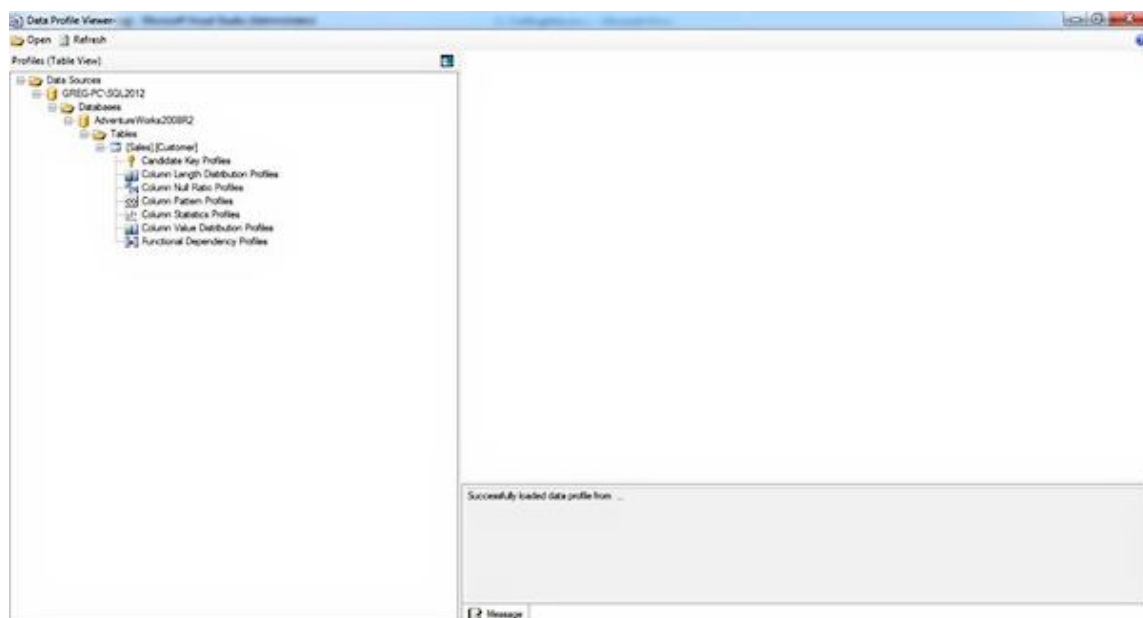 Data Profile Viewer
Open Refresh
Profiles (Table View)
Data Sources
GREG-PC\SQL2012
Databases
AdventureWorks2008R2
Tables
[Sales].[Customer]
Candidate Key Profiles
Column Length Distribution Profiles
Column Null Ratio Profiles
Column Pattern Profiles
Column Statistics Profiles
Column Value Distribution Profiles
Functional Dependency Profiles
Successfully loaded data profile from ...
Message